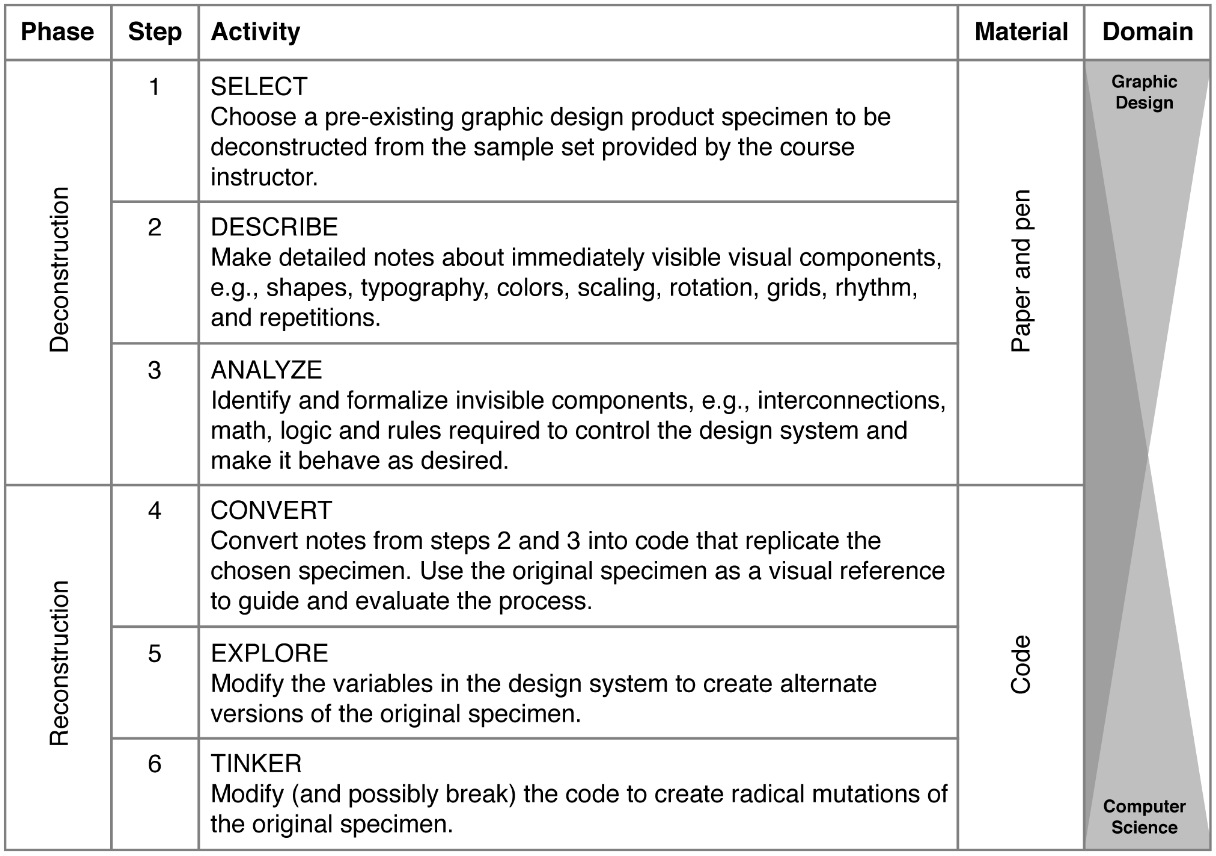 Phase Step Activity Material Domain
Deconstruction
1
SELECT
Choose a pre-existing graphic design product specimen to be
deconstructed from the sample set provided by the course
instructor.
2
DESCRIBE
Make detailed notes about immediately visible visual components,
e.g., shapes, typography, colors, scaling, rotation, grids, rhythm,
and repetitions.
3
ANALYZE
Identify and formalize invisible components, e.g., interconnections,
math, logic and rules required to control the design system and
make it behave as desired.
Paper and pen
Graphic
Design
Reconstruction
4
CONVERT
Convert notes from steps 2 and 3 into code that replicate the
chosen specimen. Use the original specimen as a visual reference
to guide and evaluate the process.
5
EXPLORE
Modify the variables in the design system to create alternate
versions of the original specimen.
6
TINKER
Modify (and possibly break) the code to create radical mutations of
the original specimen.
Code
Computer
Science